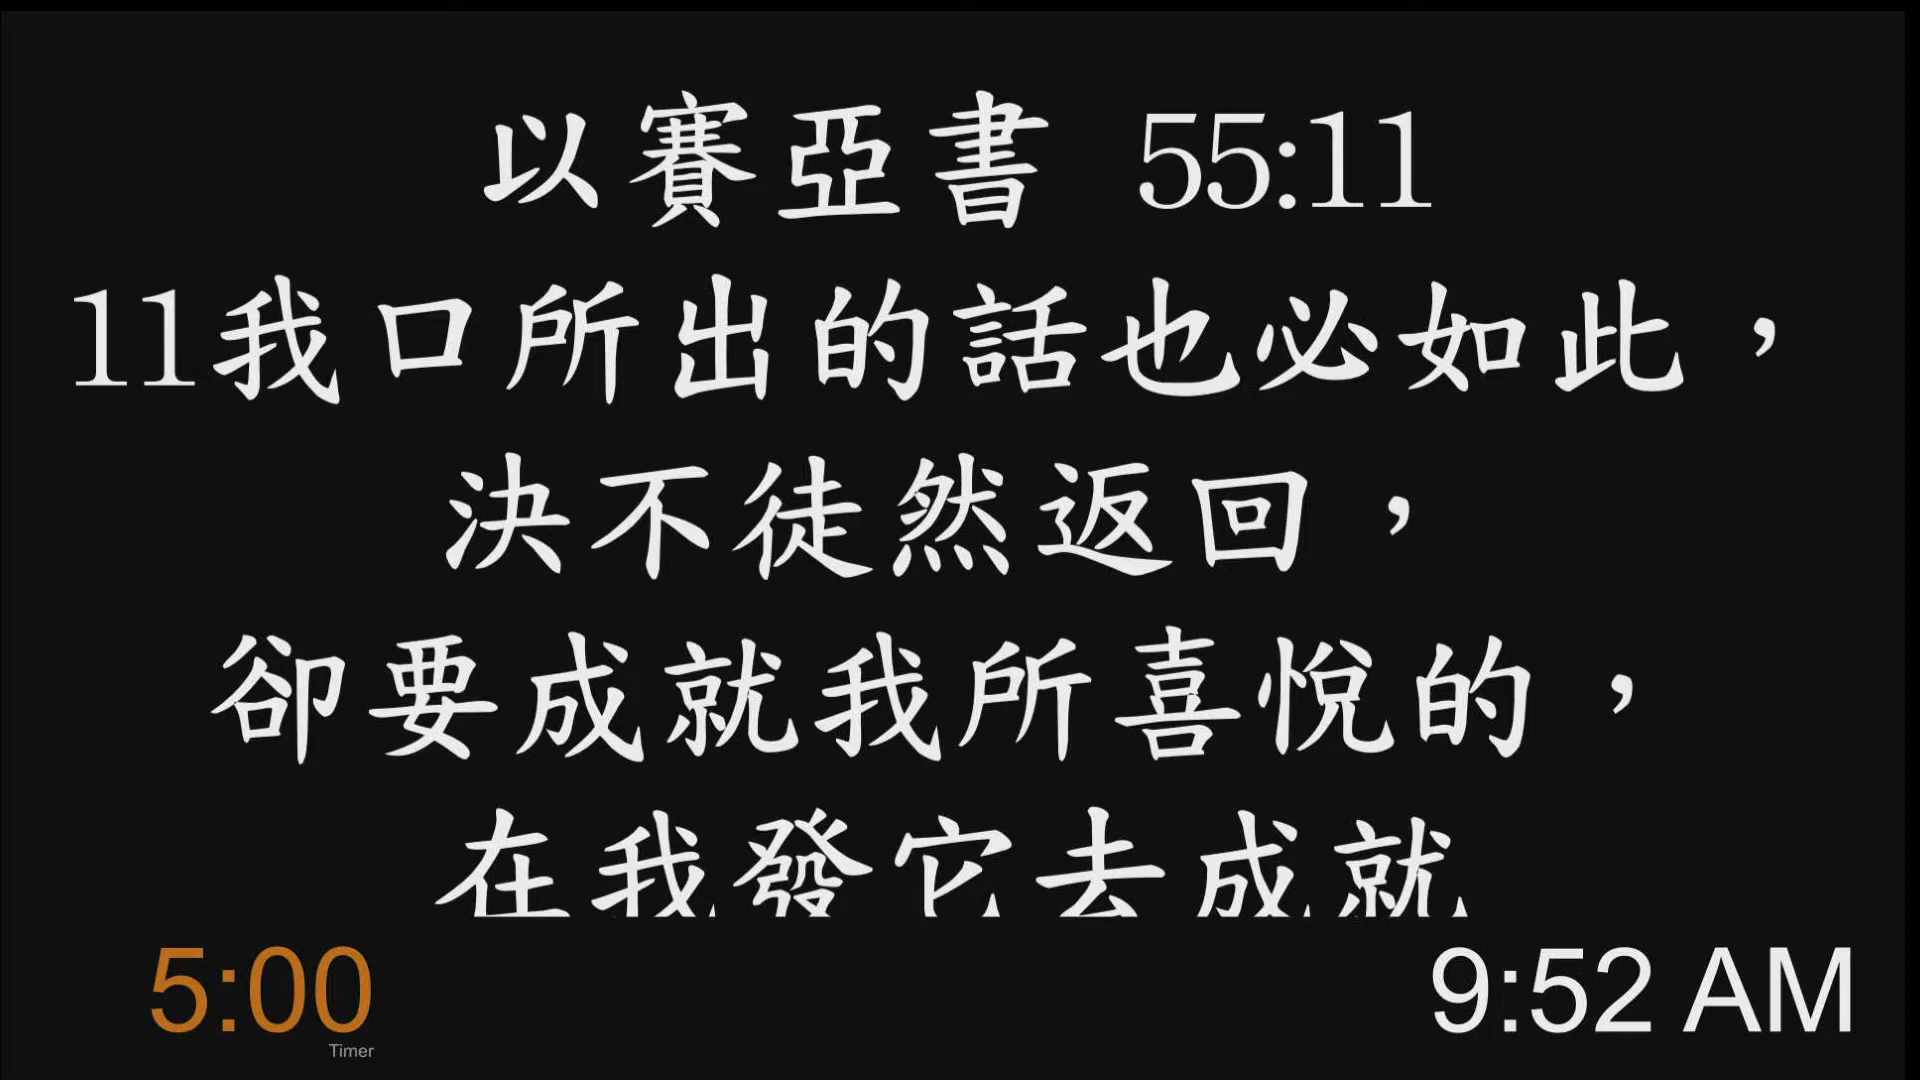 以賽亞書 55:11
11我口所出的話也必如此，
決不徒然返回，
卻要成就我所喜悅的，
在我發它去成就
5:00
Timer
9:52 AM